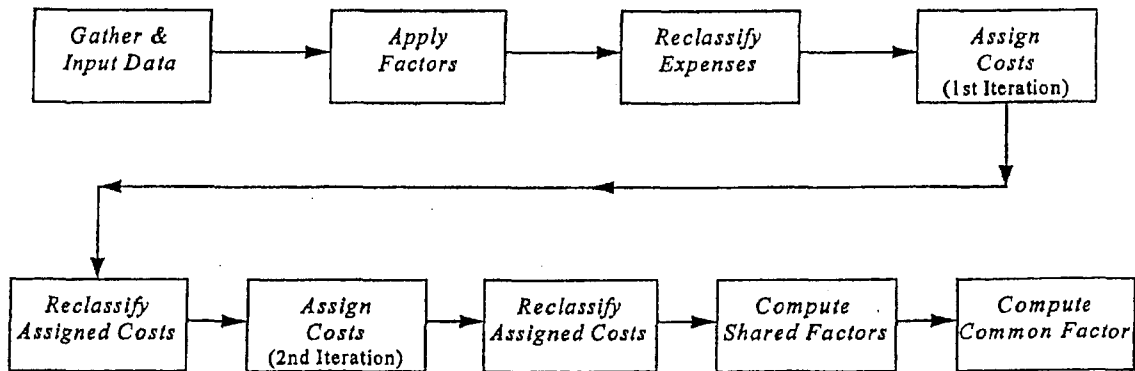 Gather &
Input Data
Apply
Factors
Reclassify
Expenses
Assign
Costs
(1st Iteration)
Reclassify
Assigned Costs
Assign
Costs
(2nd Iteration)
Reclassify
Assigned Costs
Compute
Shared Factors
Compute
Common Factor